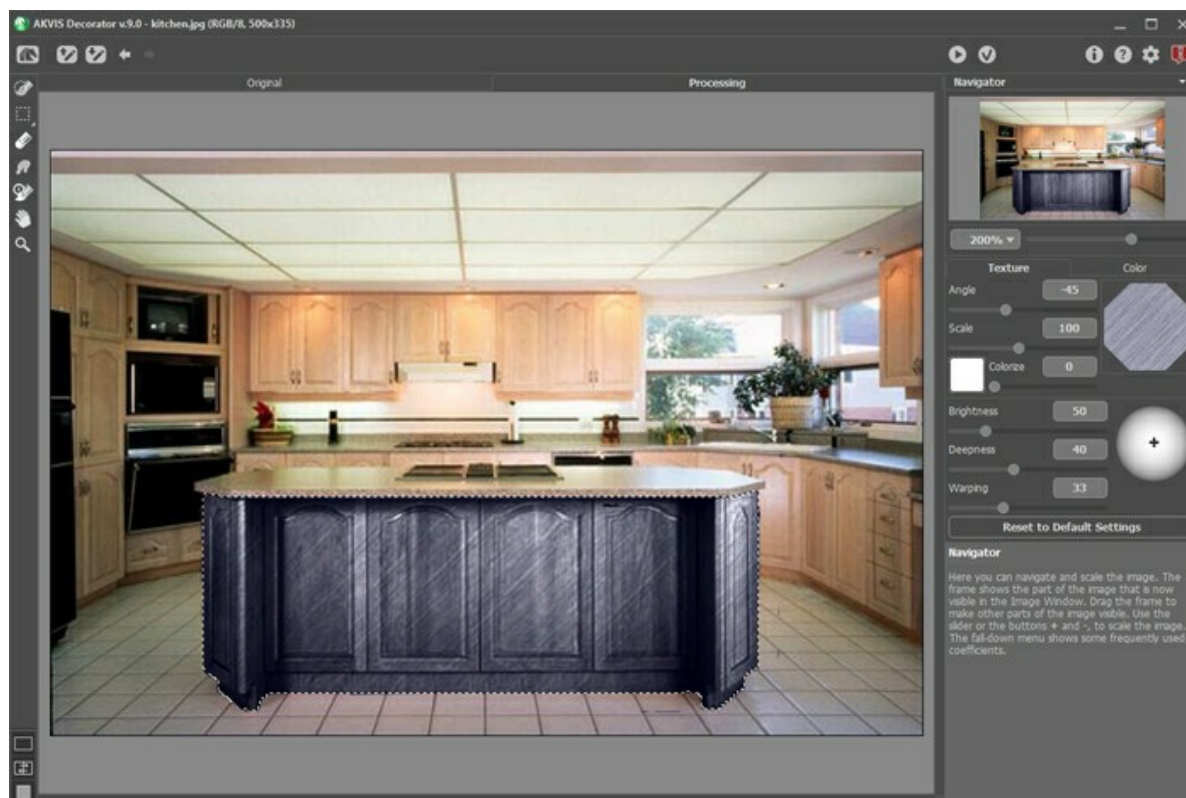 AKVIS Decorator v.9.0 - kitchen.jpg (RGB/8, 500x335)
Original
Processing
Navigator
200%
Texture
Color
Angle
-45
Scale
100
Colorize
0
Brightness
50
Deepness
40
Warping
33
Reset to Default Settings
Navigator
Here you can navigate and scale the image. The
frame shows the part of the image that is now
visible in the Image Window. Drag the frame to
make other parts of the image visible. Use the
slider or the buttons + and -, to scale the image.
The fall-down menu shows some frequently used
coefficients.